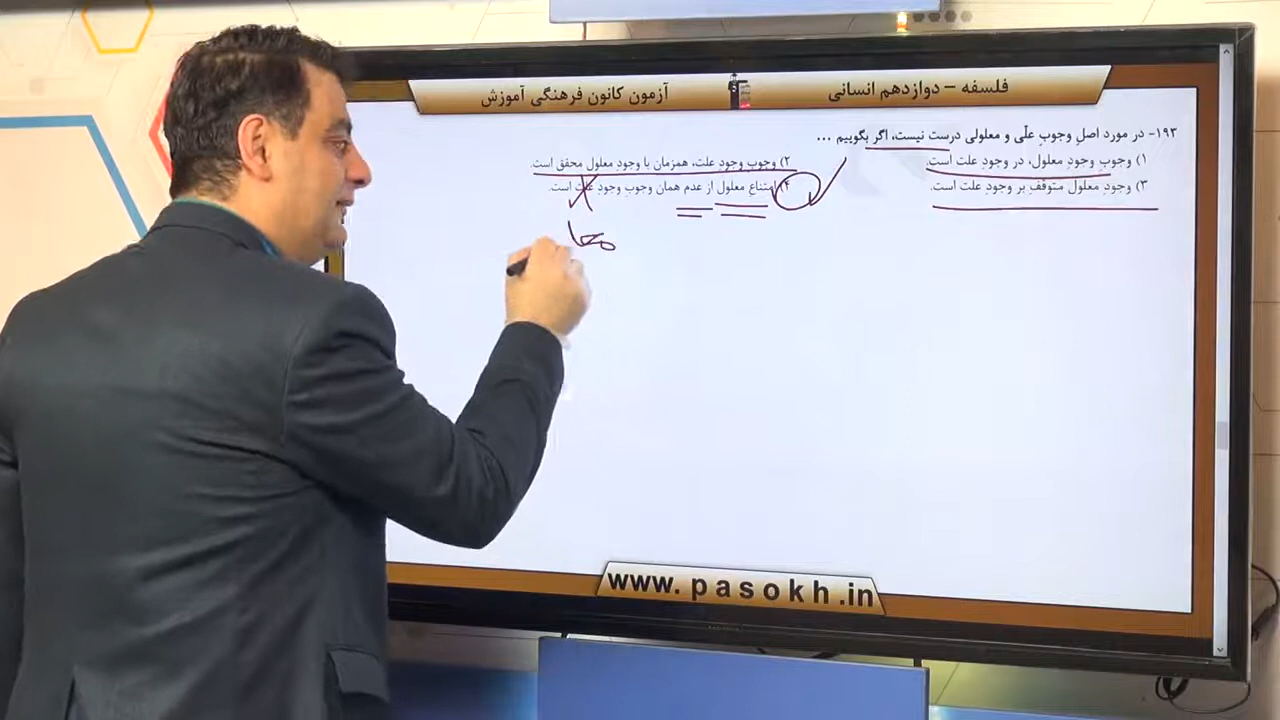 فلسفه – دوازدهم انسانی
آزمون کانون فرهنگی آموزش
۱۹۳- در مورد اصلِ وجوبِ علّی و معلولی درست نیست، اگر بگوییم ...
۱) وجوبِ وجودِ معلول، در وجودِ علت است.
۲) وجوبِ وجودِ علت، همزمان با وجودِ معلول محقق است.
۳) وجودِ معلول متوقّف بر وجودِ علت است.
۴) امتناعِ معلول از عدم همان وجوبِ وجودِ علت است.
www.pasokh.in